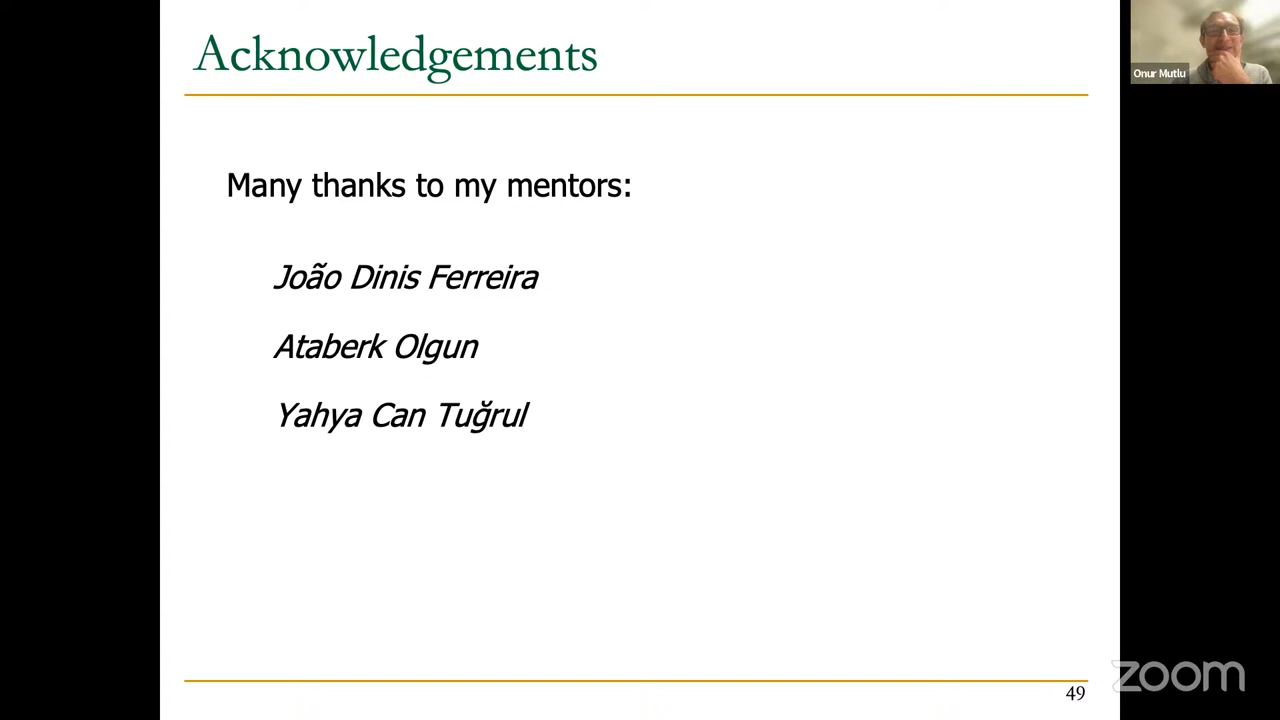 Acknowledgements
Onur Mutlu
Many thanks to my mentors:
João Dinis Ferreira
Ataberk Olgun
Yahya Can Tuğrul
49
zoom